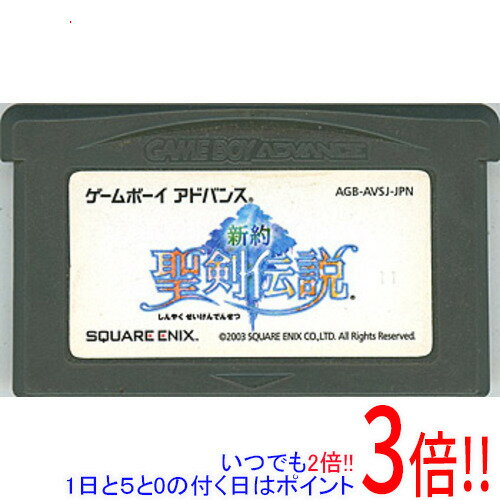 GAME BOY ADVANCE
ゲームボーイ アドバンス®
AGB-AVSJ-JPN
新約
聖剣伝説®
しんやく せいけんでんせつ
SQUARE ENIX®
©2003 SQUARE ENIX CO.,LTD. All Rights Reserved.
11
いつでも2倍!!
1日と5と0の付く日はポイント
3倍!!